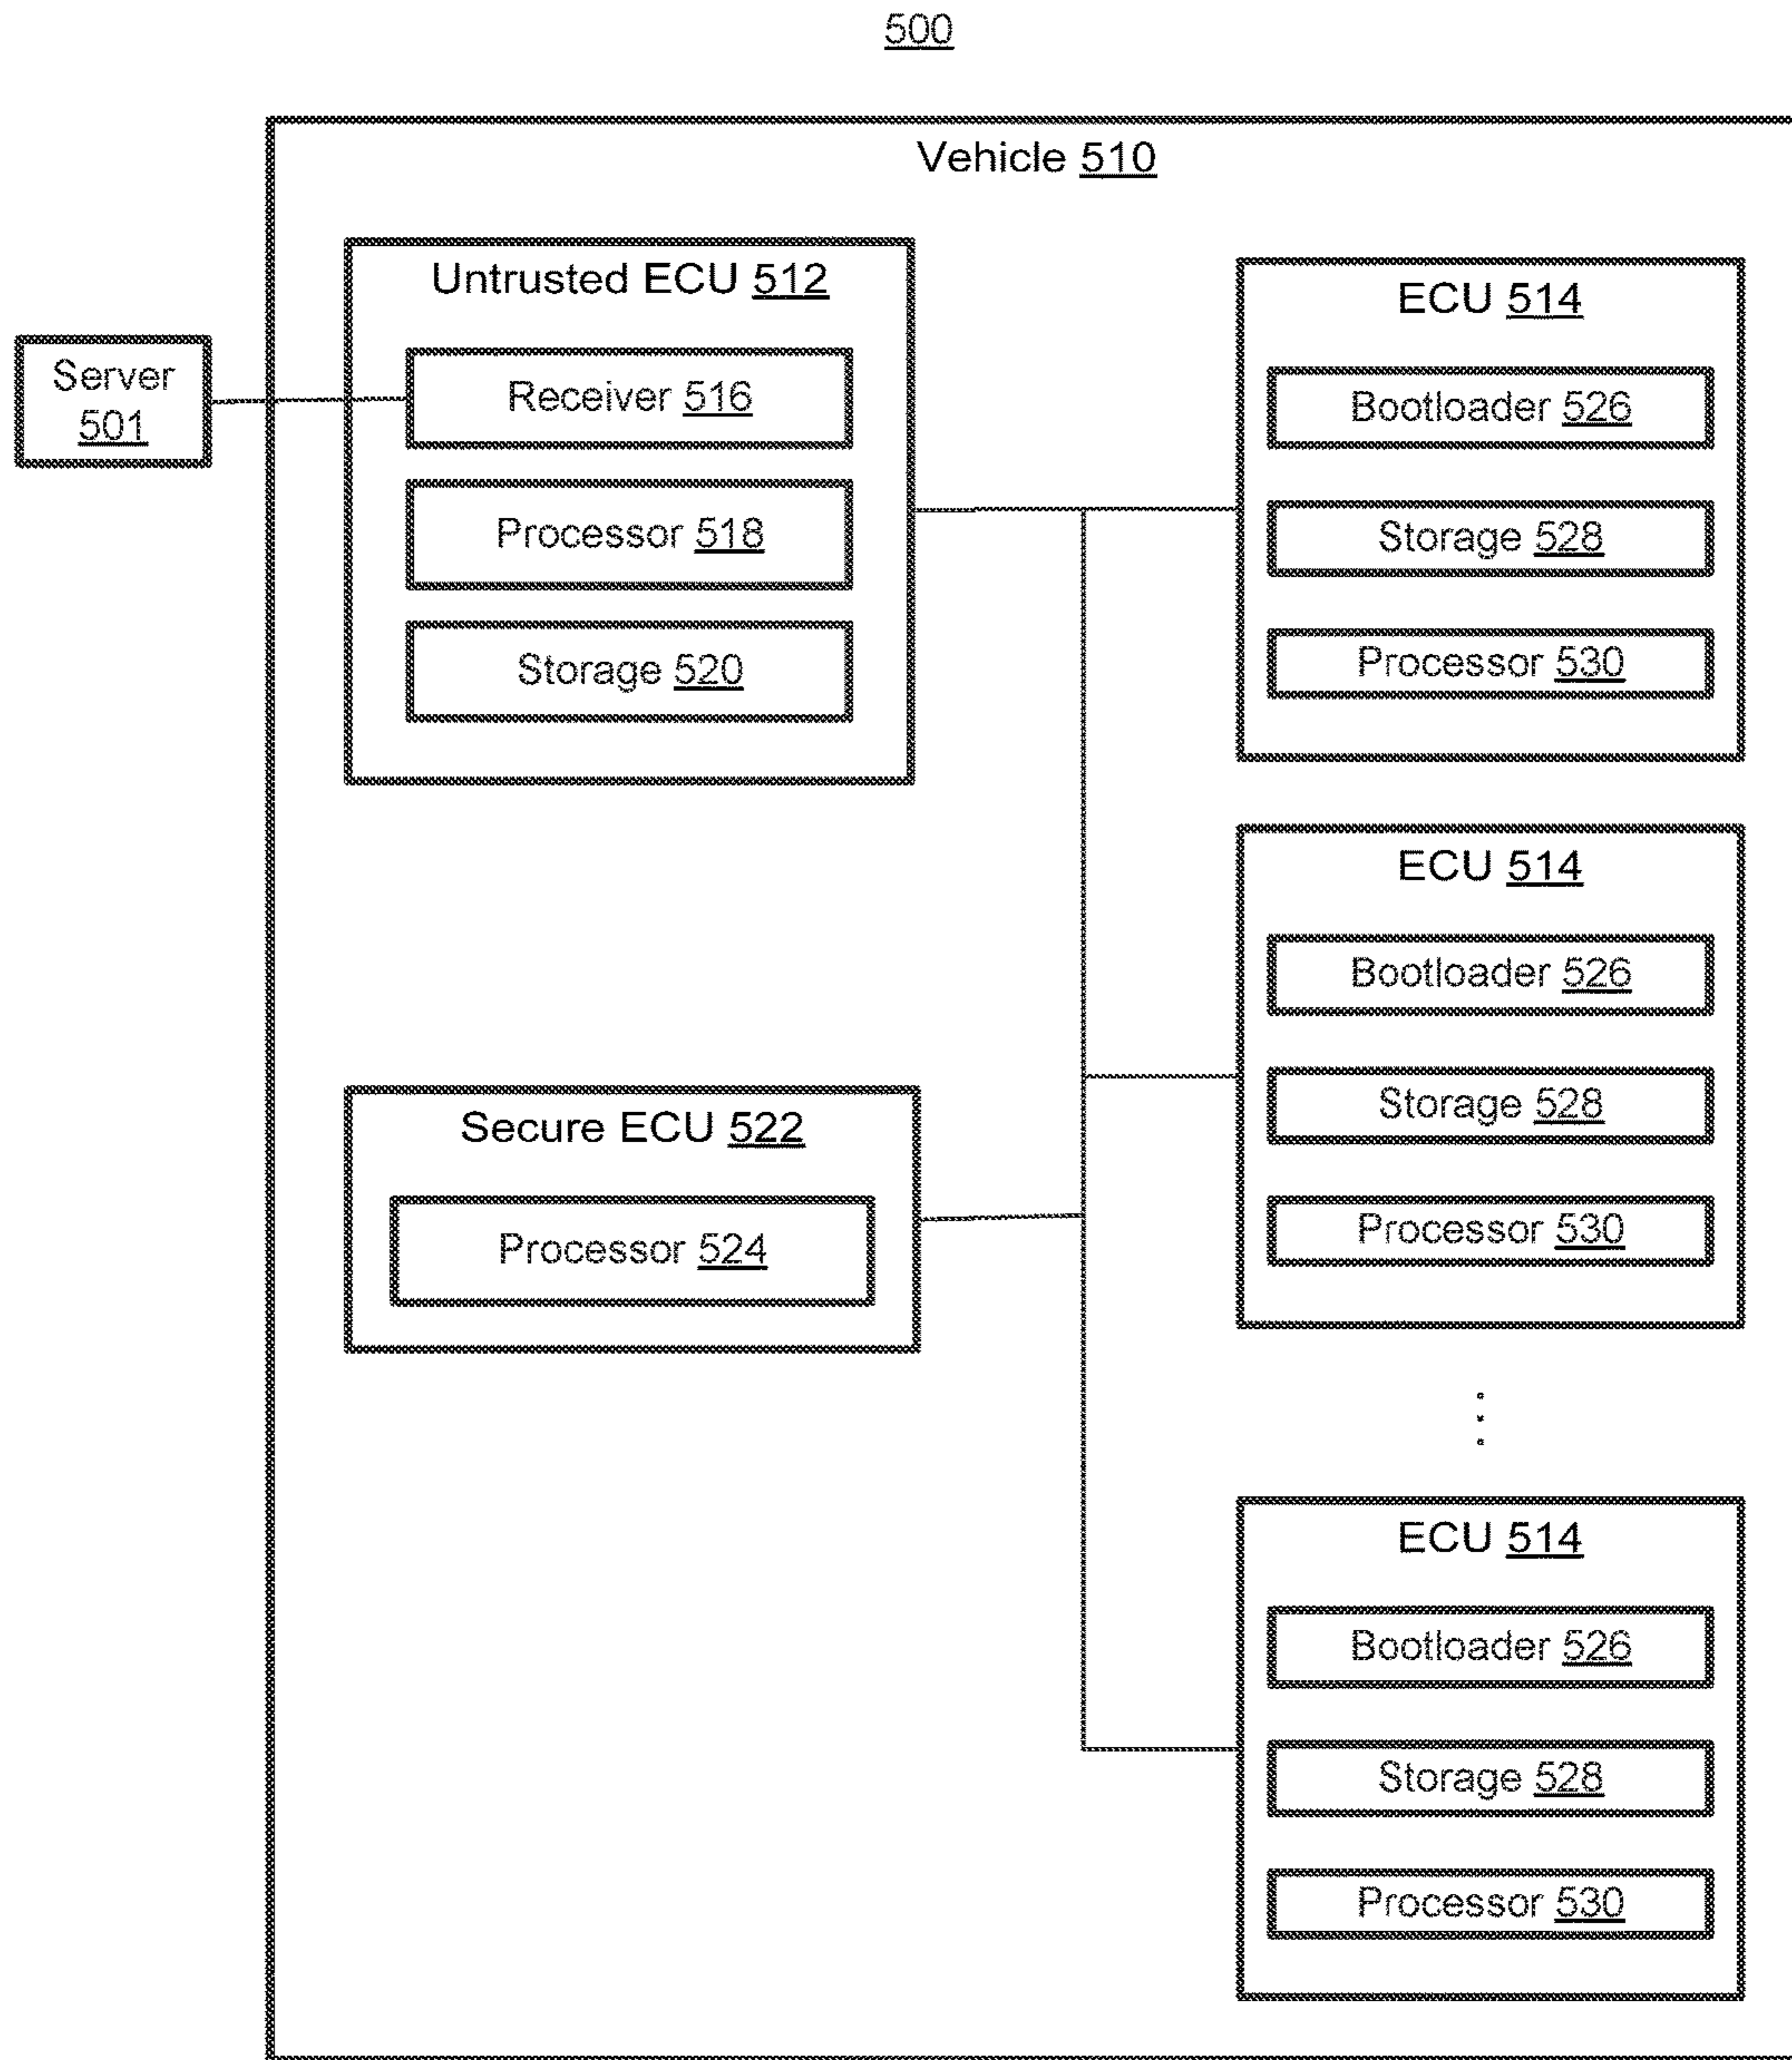 500
Vehicle 510
Server
501
Untrusted ECU 512
Receiver 516
Processor 518
Storage 520
Secure ECU 522
Processor 524
ECU 514
Bootloader 526
Storage 528
Processor 530
ECU 514
Bootloader 526
Storage 528
Processor 530
ECU 514
Bootloader 526
Storage 528
Processor 530